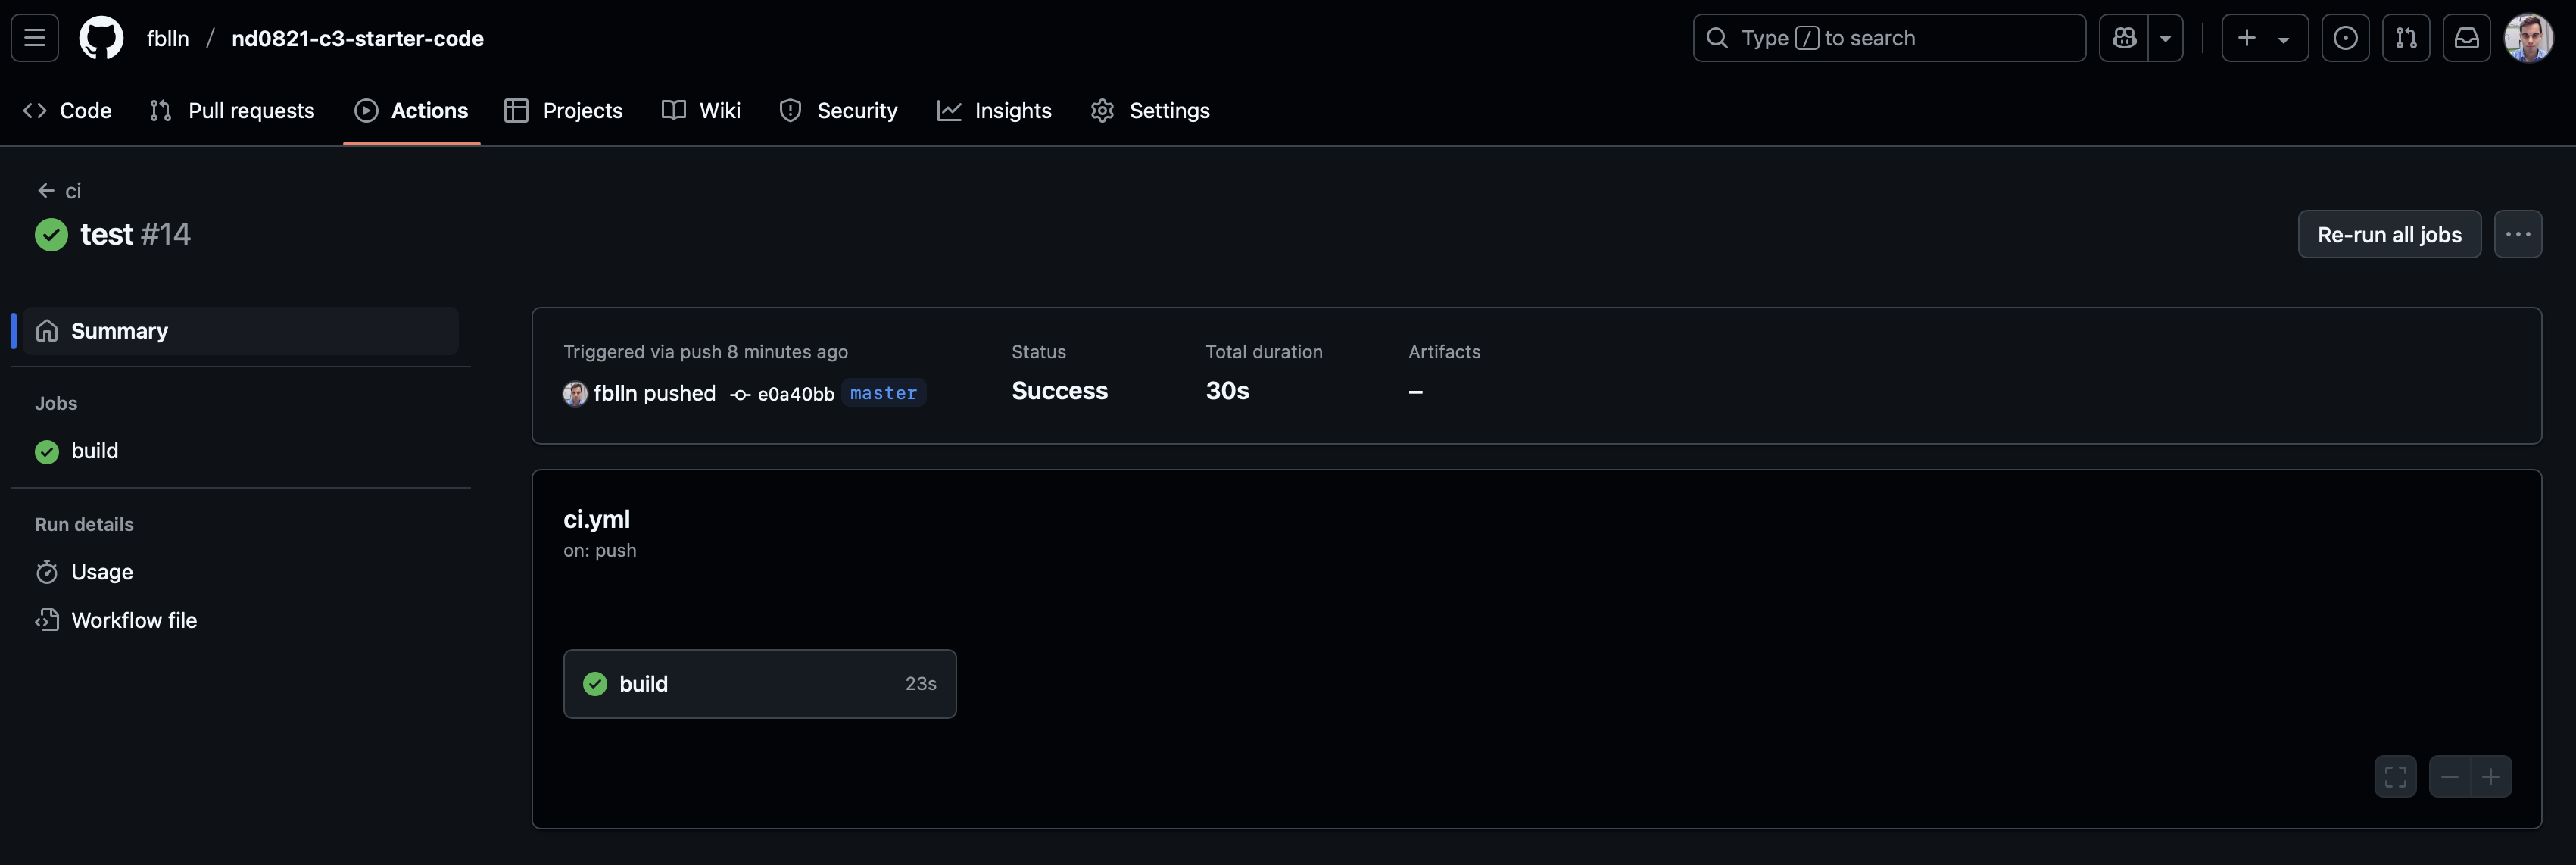 fblln / nd0821-c3-starter-code
Type / to search
Code
Pull requests
Actions
Projects
Wiki
Security
Insights
Settings
ci
test #14
Re-run all jobs
Summary
Jobs
build
Run details
Usage
Workflow file
Triggered via push 8 minutes ago
fblln pushed e0a40bb master
Status
Success
Total duration
30s
Artifacts
–
ci.yml
on: push
build 23s